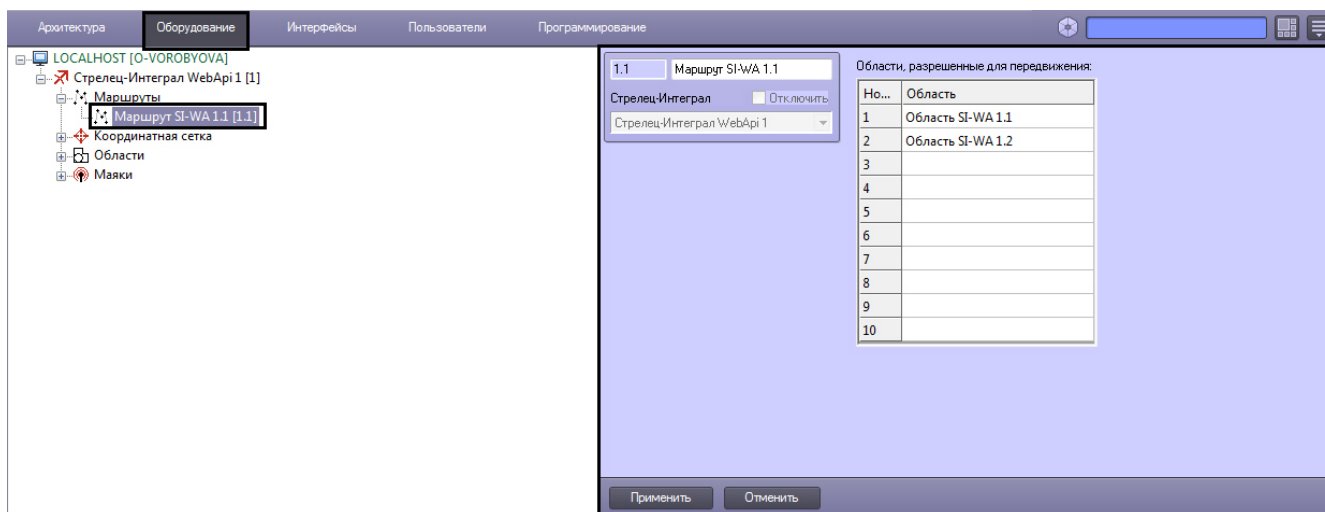 Архитектура Оборудование Интерфейсы Пользователи Программирование
LOCALHOST [O-VOROBYOVA]
Стрелец-Интеграл WebApi 1 [1]
Маршруты
Маршрут SI-WA 1.1 [1.1]
Координатная сетка
Области
Маяки
1.1 Маршрут SI-WA 1.1
Стрелец-Интеграл Отключить
Стрелец-Интеграл WebApi 1
Области, разрешенные для передвижения:
Но... Область
1 Область SI-WA 1.1
2 Область SI-WA 1.2
3
4
5
6
7
8
9
10
Применить Отменить